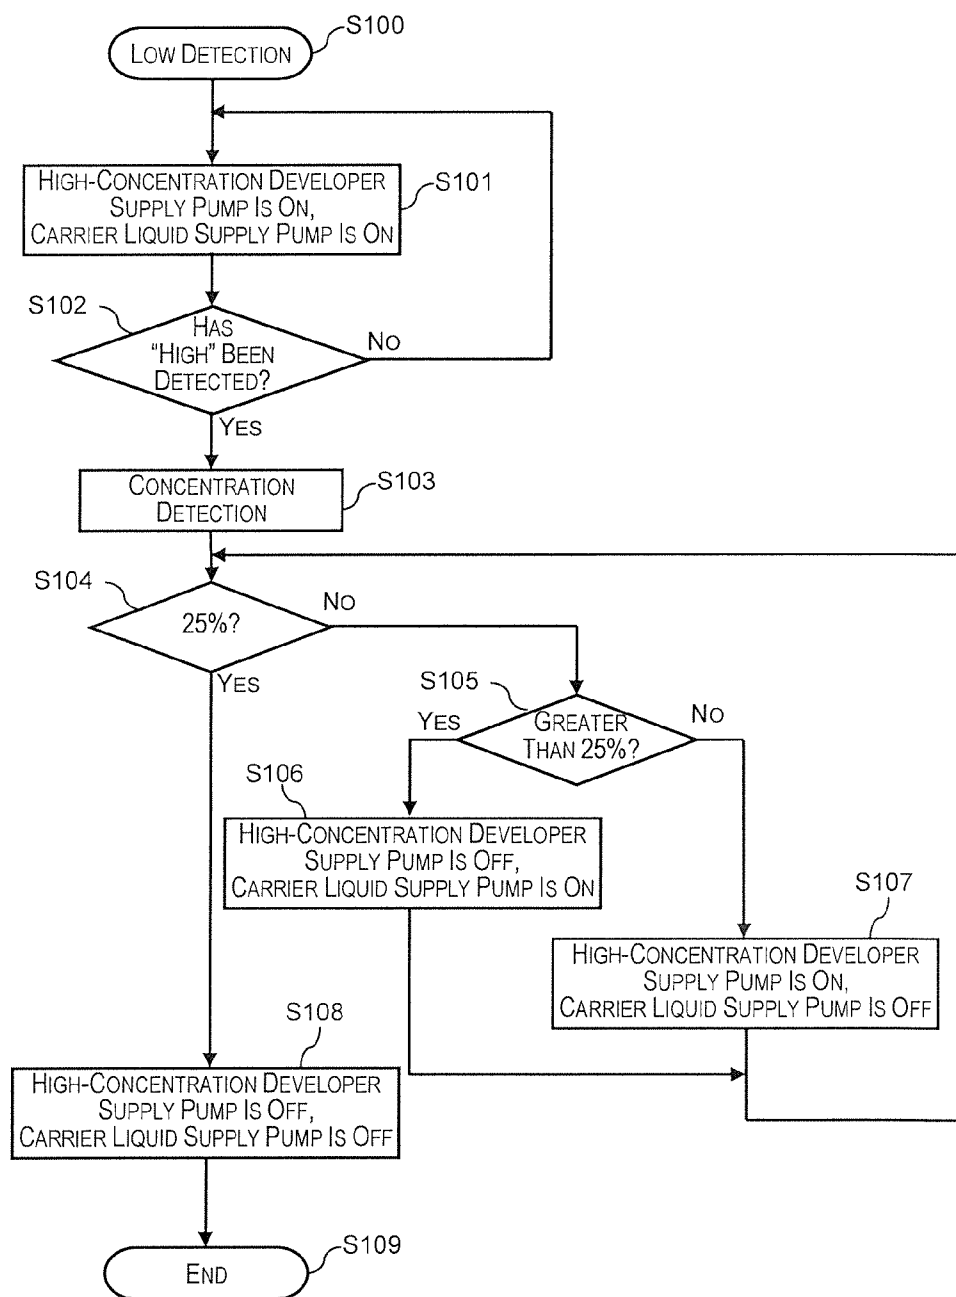 S100
LOW DETECTION
HIGH-CONCENTRATION DEVELOPER
SUPPLY PUMP IS ON,
CARRIER LIQUID SUPPLY PUMP IS ON
S101
S102
HAS
“HIGH” BEEN
DETECTED?
NO
YES
CONCENTRATION
DETECTION
S103
S104
25%?
NO
YES
S105
GREATER
THAN 25%?
YES
NO
S106
HIGH-CONCENTRATION DEVELOPER
SUPPLY PUMP IS OFF,
CARRIER LIQUID SUPPLY PUMP IS ON
S107
HIGH-CONCENTRATION DEVELOPER
SUPPLY PUMP IS ON,
CARRIER LIQUID SUPPLY PUMP IS OFF
S108
HIGH-CONCENTRATION DEVELOPER
SUPPLY PUMP IS OFF,
CARRIER LIQUID SUPPLY PUMP IS OFF
S109
END